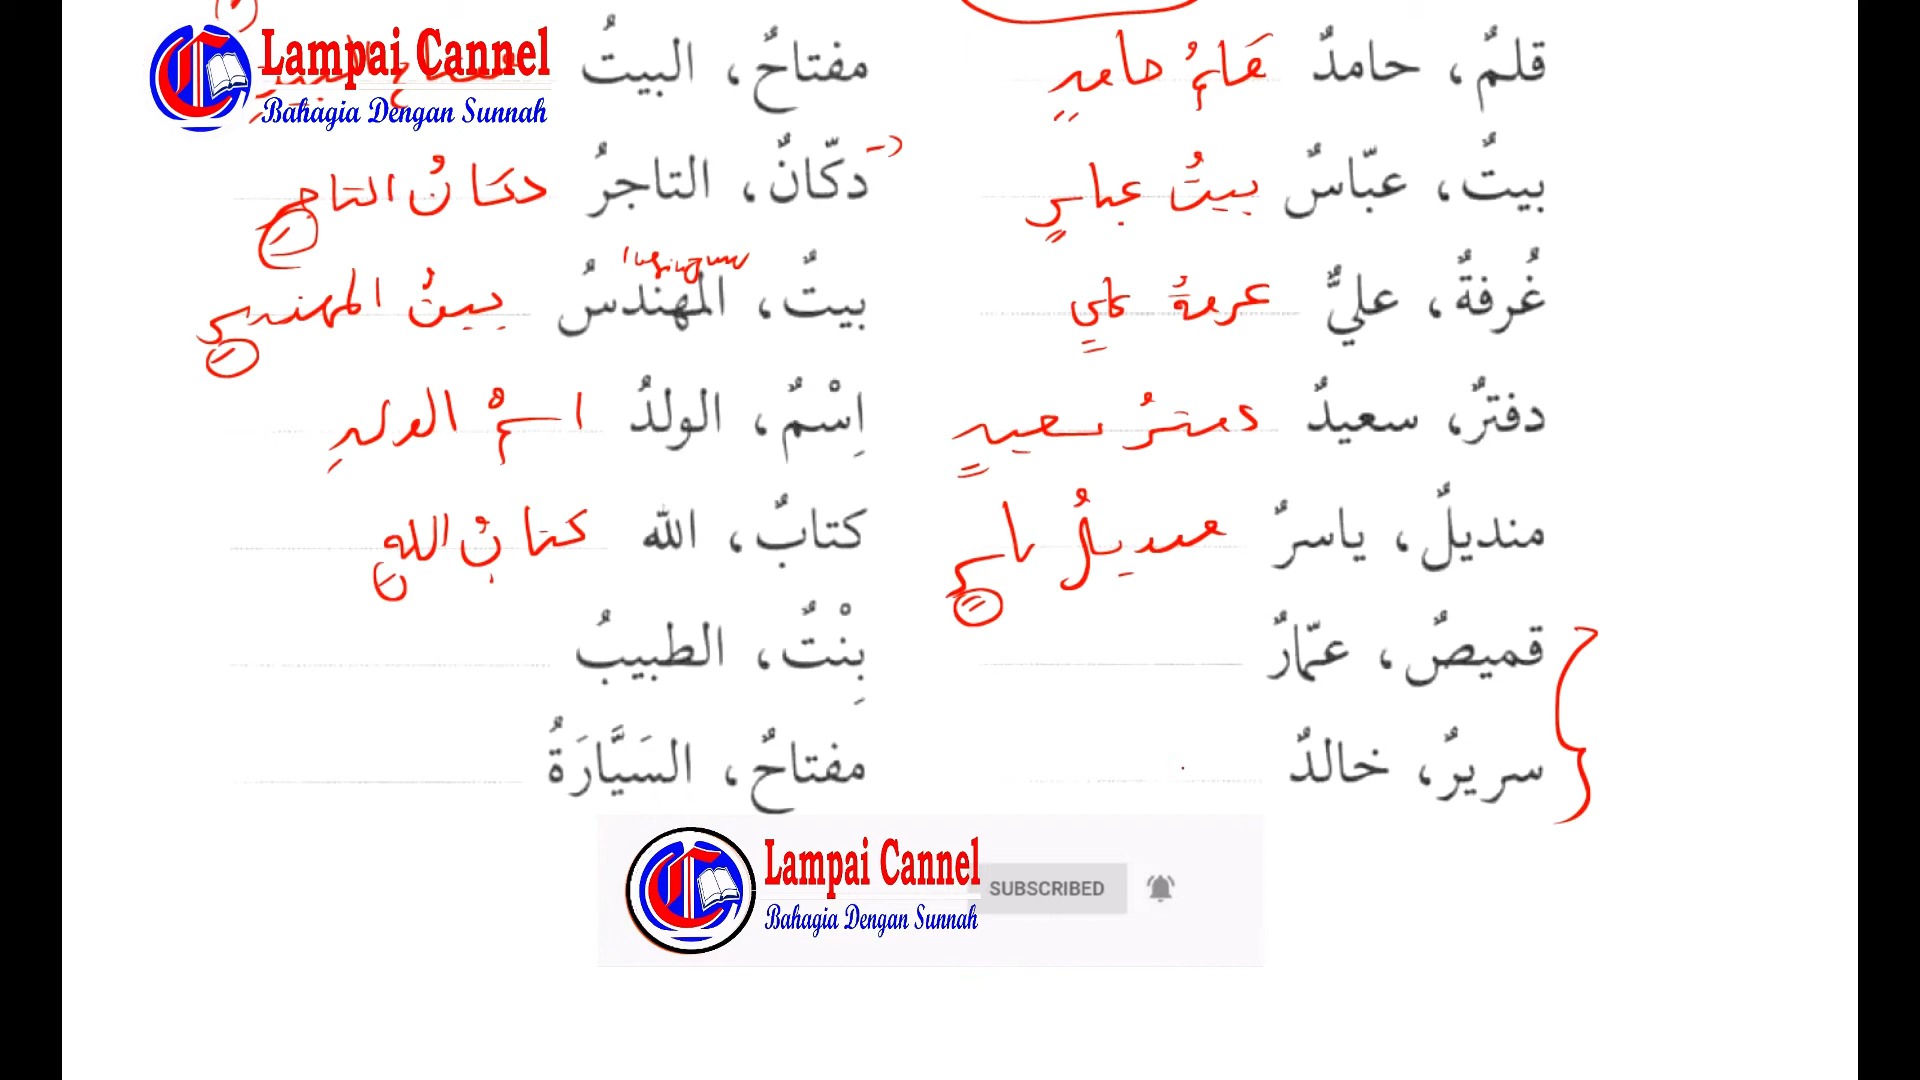 Lampai Cannel
Bahagia Dengan Sunnah
قلمٌ، حامدٌ قلمُ حامدٍ مفتاحٌ، البيتُ
بيتٌ، عبّاسٌ بيتُ عباسٍ دكّانٌ، التاجرُ دكانُ التاجرِ
غُرفةٌ، عليٌّ غرفةُ عليٍ بيتٌ، المهندسُ بيتُ المهندسِ
دفترٌ، سعيدٌ دفترُ سعيدٍ اِسْمٌ، الولدُ اسمُ الولدِ
منديلٌ، ياسرٌ منديلُ ياسرٍ كتابٌ، الله كتابُ اللهِ
قميصٌ، عمّارٌ بِنْتٌ، الطبيبُ
سريرٌ، خالدٌ مفتاحٌ، السَيَّارَةُ
Lampai Cannel
Bahagia Dengan Sunnah
SUBSCRIBED